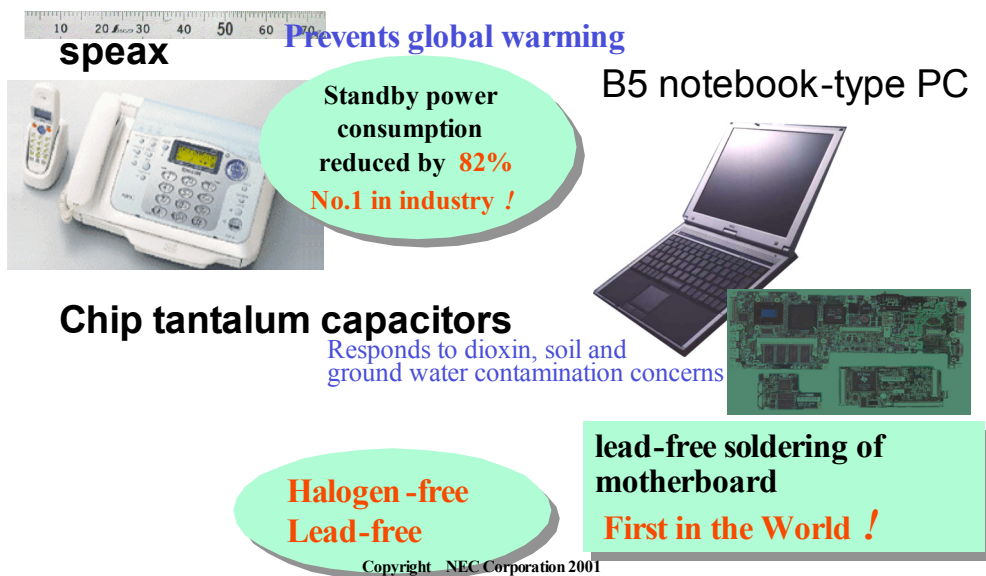 10 20 30 40 50 60 70
speax
Prevents global warming
Standby power
consumption
reduced by 82%
No.1 in industry !
B5 notebook-type PC
Chip tantalum capacitors
Responds to dioxin, soil and
ground water contamination concerns
Halogen -free
Lead-free
lead-free soldering of
motherboard
First in the World !
Copyright NEC Corporation 2001